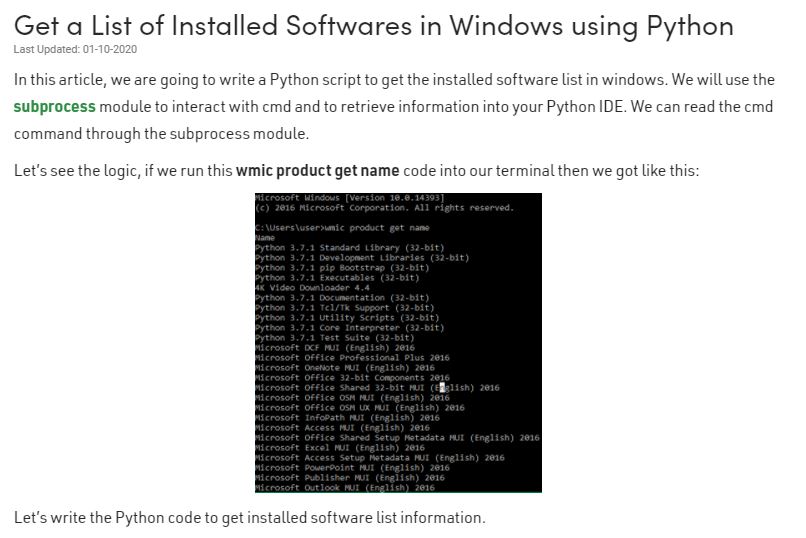 Get a List of Installed Softwares in Windows using Python
Last Updated: 01-10-2020
In this article, we are going to write a Python script to get the installed software list in windows. We will use the
subprocess module to interact with cmd and to retrieve information into your Python IDE. We can read the cmd
command through the subprocess module.
Let's see the logic, if we run this wmic product get name code into our terminal then we got like this:
Microsoft Windows [Version 10.0.14393]
(c) 2016 Microsoft Corporation. All rights reserved.
C:\Users\user>wmic product get name
Name
Python 3.7.1 Standard Library (32-bit)
Python 3.7.1 Development Libraries (32-bit)
Python 3.7.1 pip Bootstrap (32-bit)
Python 3.7.1 Executables (32-bit)
4K Video Downloader 4.4
Python 3.7.1 Documentation (32-bit)
Python 3.7.1 Tcl/Tk Support (32-bit)
Python 3.7.1 Utility Scripts (32-bit)
Python 3.7.1 Core Interpreter (32-bit)
Python 3.7.1 Test Suite (32-bit)
Microsoft DCF MUI (English) 2016
Microsoft Office Professional Plus 2016
Microsoft OneNote MUI (English) 2016
Microsoft Office 32-bit Components 2016
Microsoft Office Shared 32-bit MUI (English) 2016
Microsoft Office OSM MUI (English) 2016
Microsoft Office OSM UX MUI (English) 2016
Microsoft InfoPath MUI (English) 2016
Microsoft Access MUI (English) 2016
Microsoft Office Shared Setup Metadata MUI (English) 2016
Microsoft Excel MUI (English) 2016
Microsoft Access Setup Metadata MUI (English) 2016
Microsoft PowerPoint MUI (English) 2016
Microsoft Publisher MUI (English) 2016
Microsoft Outlook MUI (English) 2016
Let's write the Python code to get installed software list information.